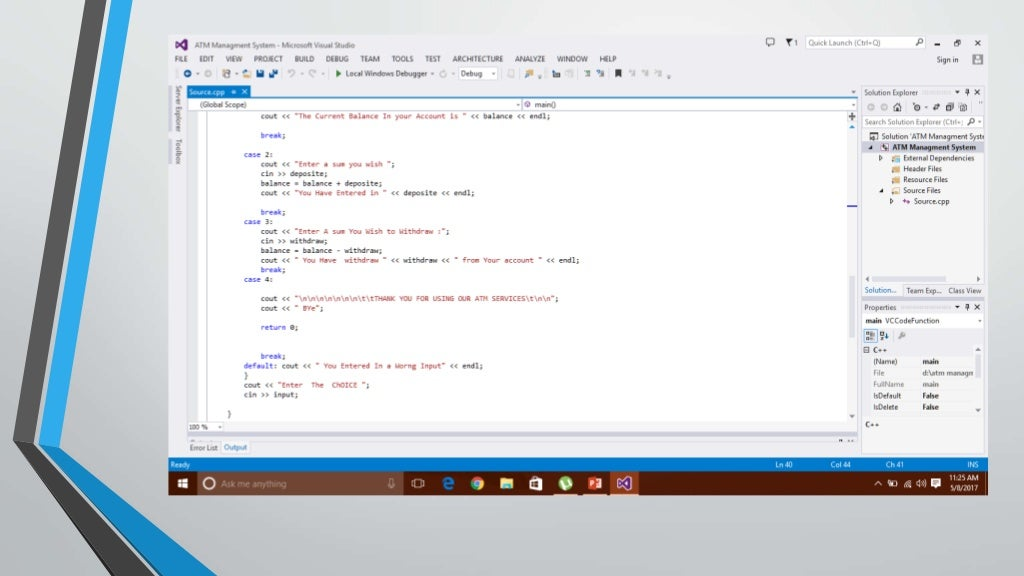 ATM Managment System - Microsoft Visual Studio
1
Quick Launch (Ctrl+Q)
FILE EDIT VIEW PROJECT BUILD DEBUG TEAM TOOLS TEST ARCHITECTURE ANALYZE WINDOW HELP
Sign in
Local Windows Debugger Debug
Server Explorer
Toolbox
Source.cpp
(Global Scope)
main()
cout << "The Current Balance In your Account is " << balance << endl;
break;
case 2:
cout << "Enter a sum you wish ";
cin >> deposite;
balance = balance + deposite;
cout << "You Have Entered in " << deposite << endl;
break;
case 3:
cout << "Enter A sum You Wish to Withdraw :";
cin >> withdraw;
balance = balance - withdraw;
cout << " You Have  withdraw " << withdraw << " from Your account " << endl;
break;
case 4:
cout << "\n\n\n\n\n\n\n\t\tTHANK YOU FOR USING OUR ATM SERVICES\t\n\n";
cout << " BYe";
return 0;
break;
default: cout << " You Entered In a Worng Input" << endl;
}
cout << "Enter  The  ChOICE ";
cin >> input;
}
100 %
Error List Output
Solution Explorer
Search Solution Explorer (Ctrl+;
Solution 'ATM Managment Syste
ATM Managment System
External Dependencies
Header Files
Resource Files
Source Files
Source.cpp
Solution... Team Exp... Class View
Properties
main VCCodeFunction
C++
(Name) main
File d:\atm managm
FullName main
IsDefault False
IsDelete False
C++
Ready Ln 40 Col 44 Ch 41 INS
Ask me anything
11:25 AM
5/8/2017